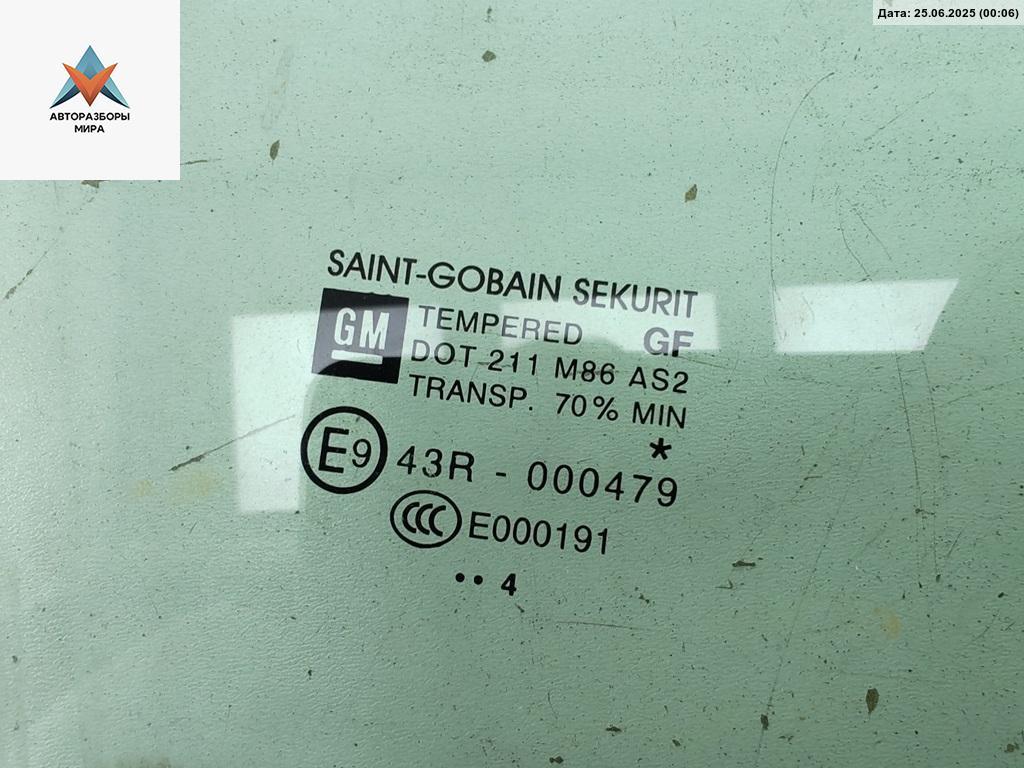 Дата: 25.06.2025 (00:06)
АВТОРАЗБОРЫ
МИРА
SAINT-GOBAIN SEKURIT
GM
TEMPERED GF
DOT 211 M86 AS2
TRANSP. 70% MIN
*
E9 43R - 000479
CCC E000191
•• 4